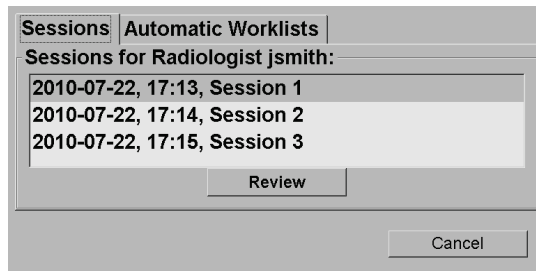 Sessions Automatic Worklists
Sessions for Radiologist jsmith:
2010-07-22, 17:13, Session 1
2010-07-22, 17:14, Session 2
2010-07-22, 17:15, Session 3
Review
Cancel